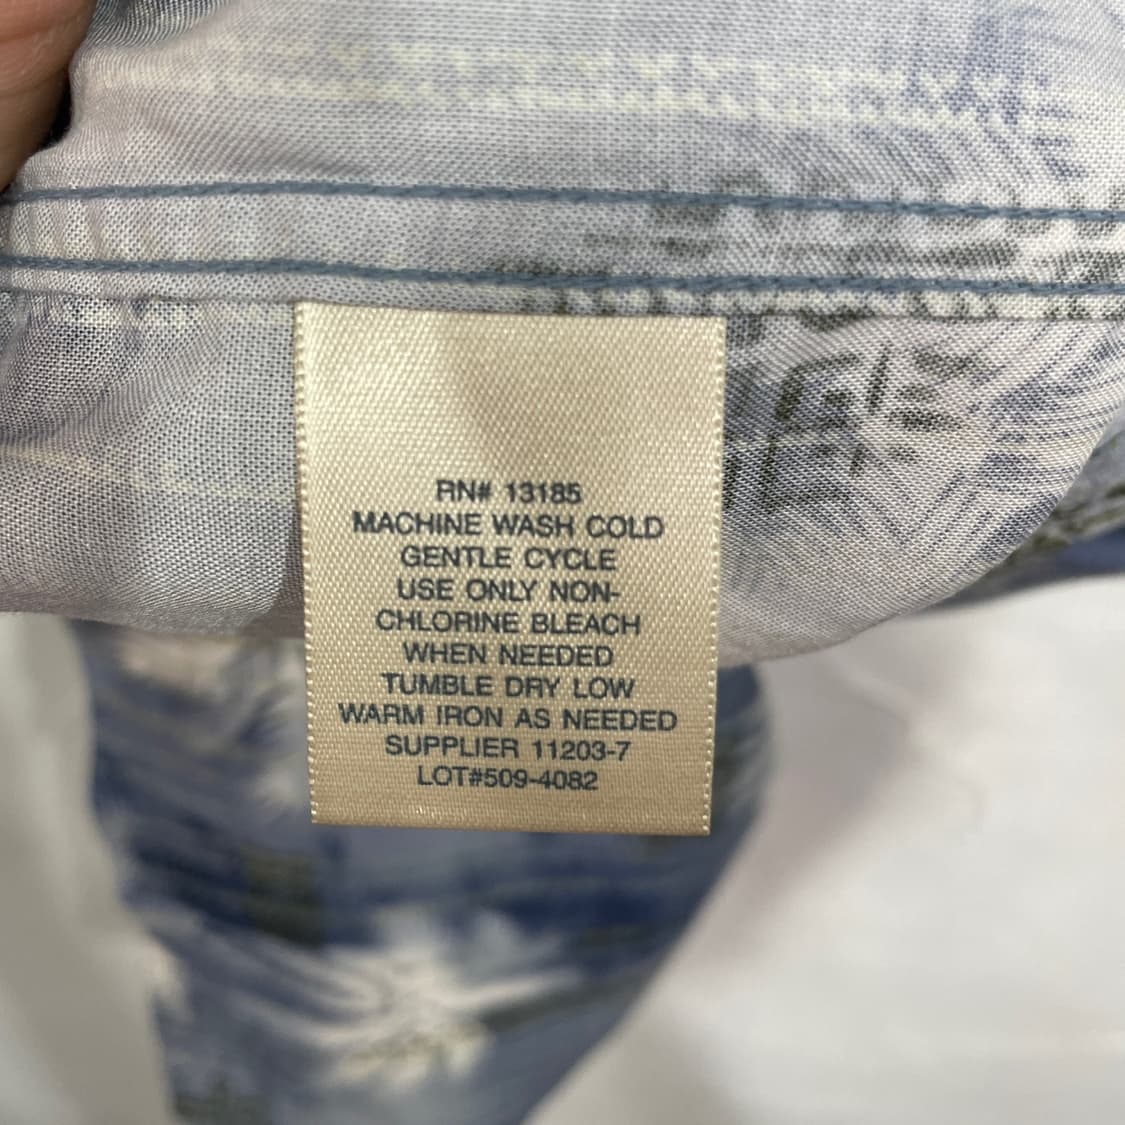 RN# 13185
MACHINE WASH COLD
GENTLE CYCLE
USE ONLY NON-
CHLORINE BLEACH
WHEN NEEDED
TUMBLE DRY LOW
WARM IRON AS NEEDED
SUPPLIER 11203-7
LOT#509-4082